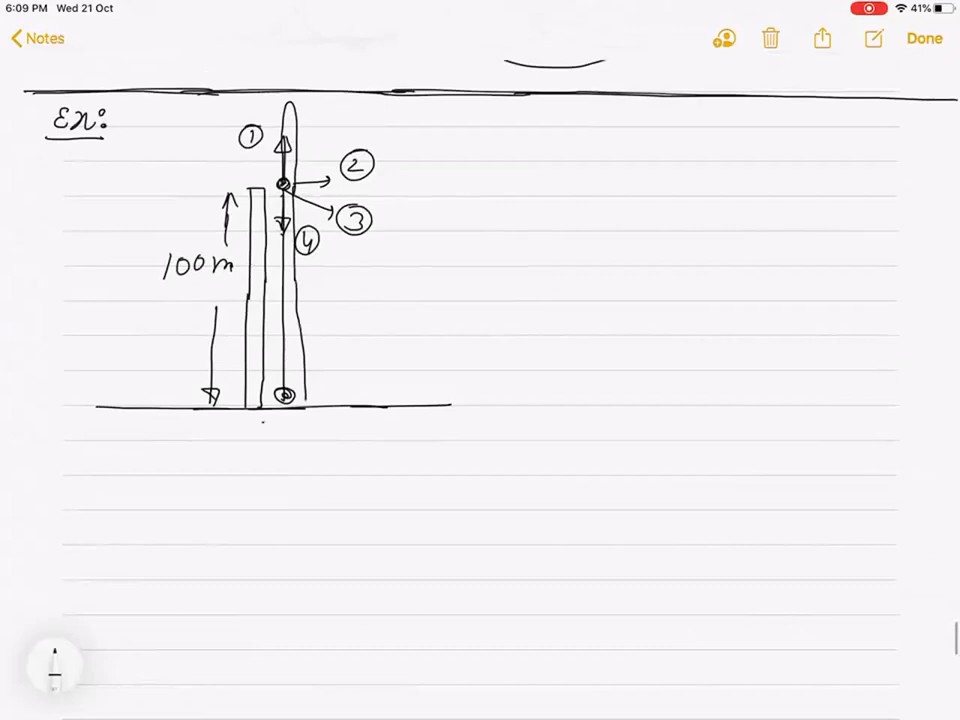 6:09 PM Wed 21 Oct 41%
Notes Done
Ex:
①
②
③
④
100m